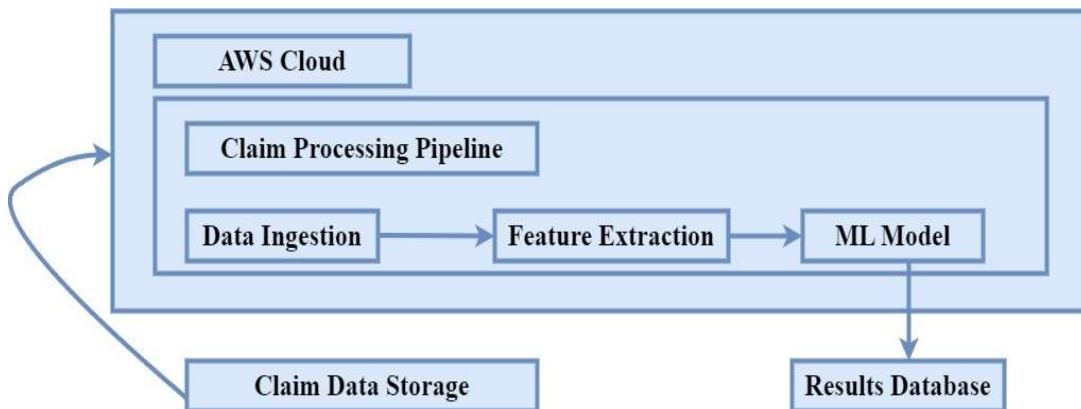 AWS Cloud
Claim Processing Pipeline
Data Ingestion
Feature Extraction
ML Model
Claim Data Storage
Results Database